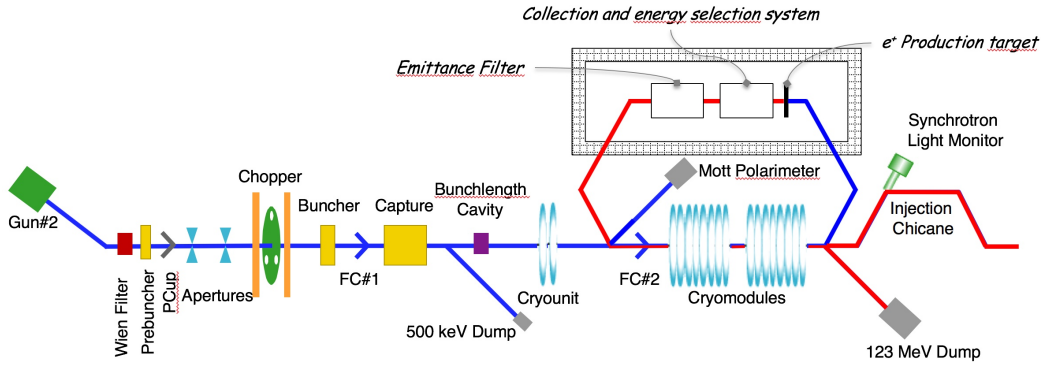 Collection and energy selection system
e+ Production target
Emittance Filter
Synchrotron
Light Monitor
Mott Polarimeter
Chopper
Bunchlength
Cavity
Buncher
Capture
Injection
Chicane
Gun#2
Wien Filter
Prebuncher
PCup
Apertures
FC#1
FC#2
Cryounit
Cryomodules
500 keV Dump
123 MeV Dump